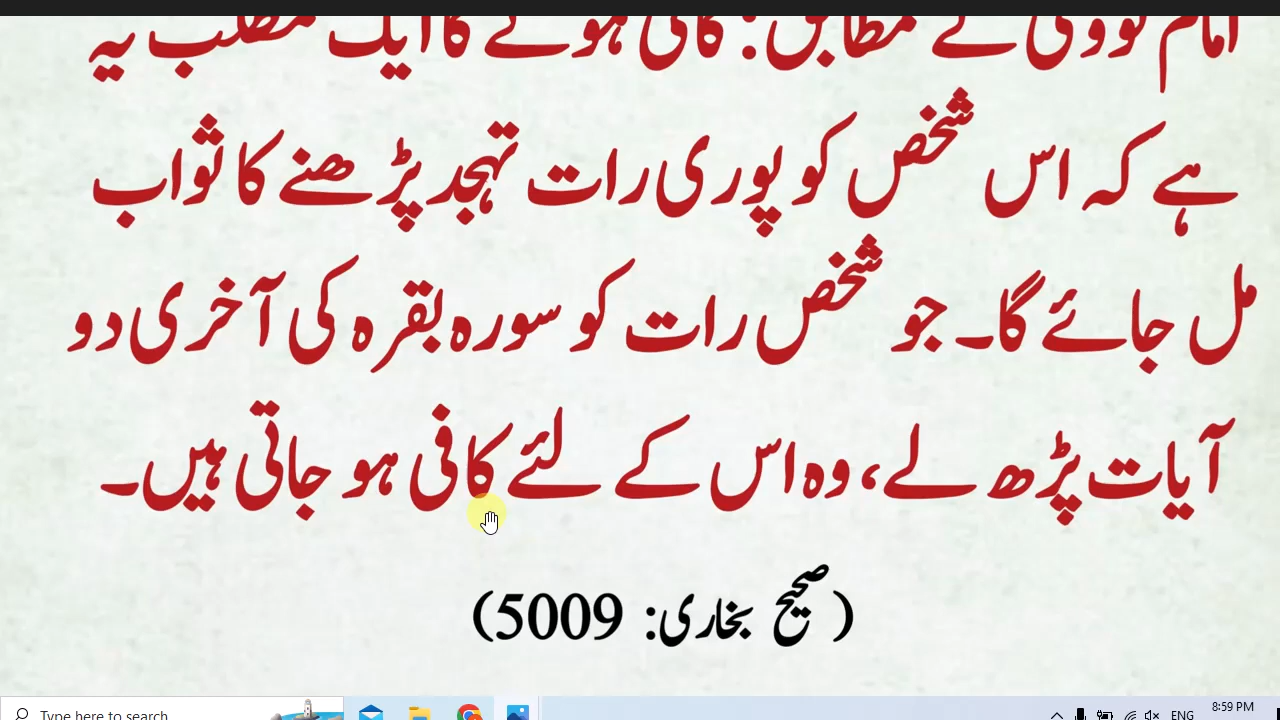 امام نووی کے مطابق: کافی ہونے کا ایک مطلب یہ
ہے کہ اس شخص کو پوری رات تہجد پڑھنے کا ثواب
مل جائے گا۔ جو شخص رات کو سورہ بقرہ کی آخری دو
آیات پڑھ لے، وہ اس کے لئے کافی ہو جاتی ہیں۔
(صحیح بخاری: 5009)
Type here to search
ENG
8:59 PM